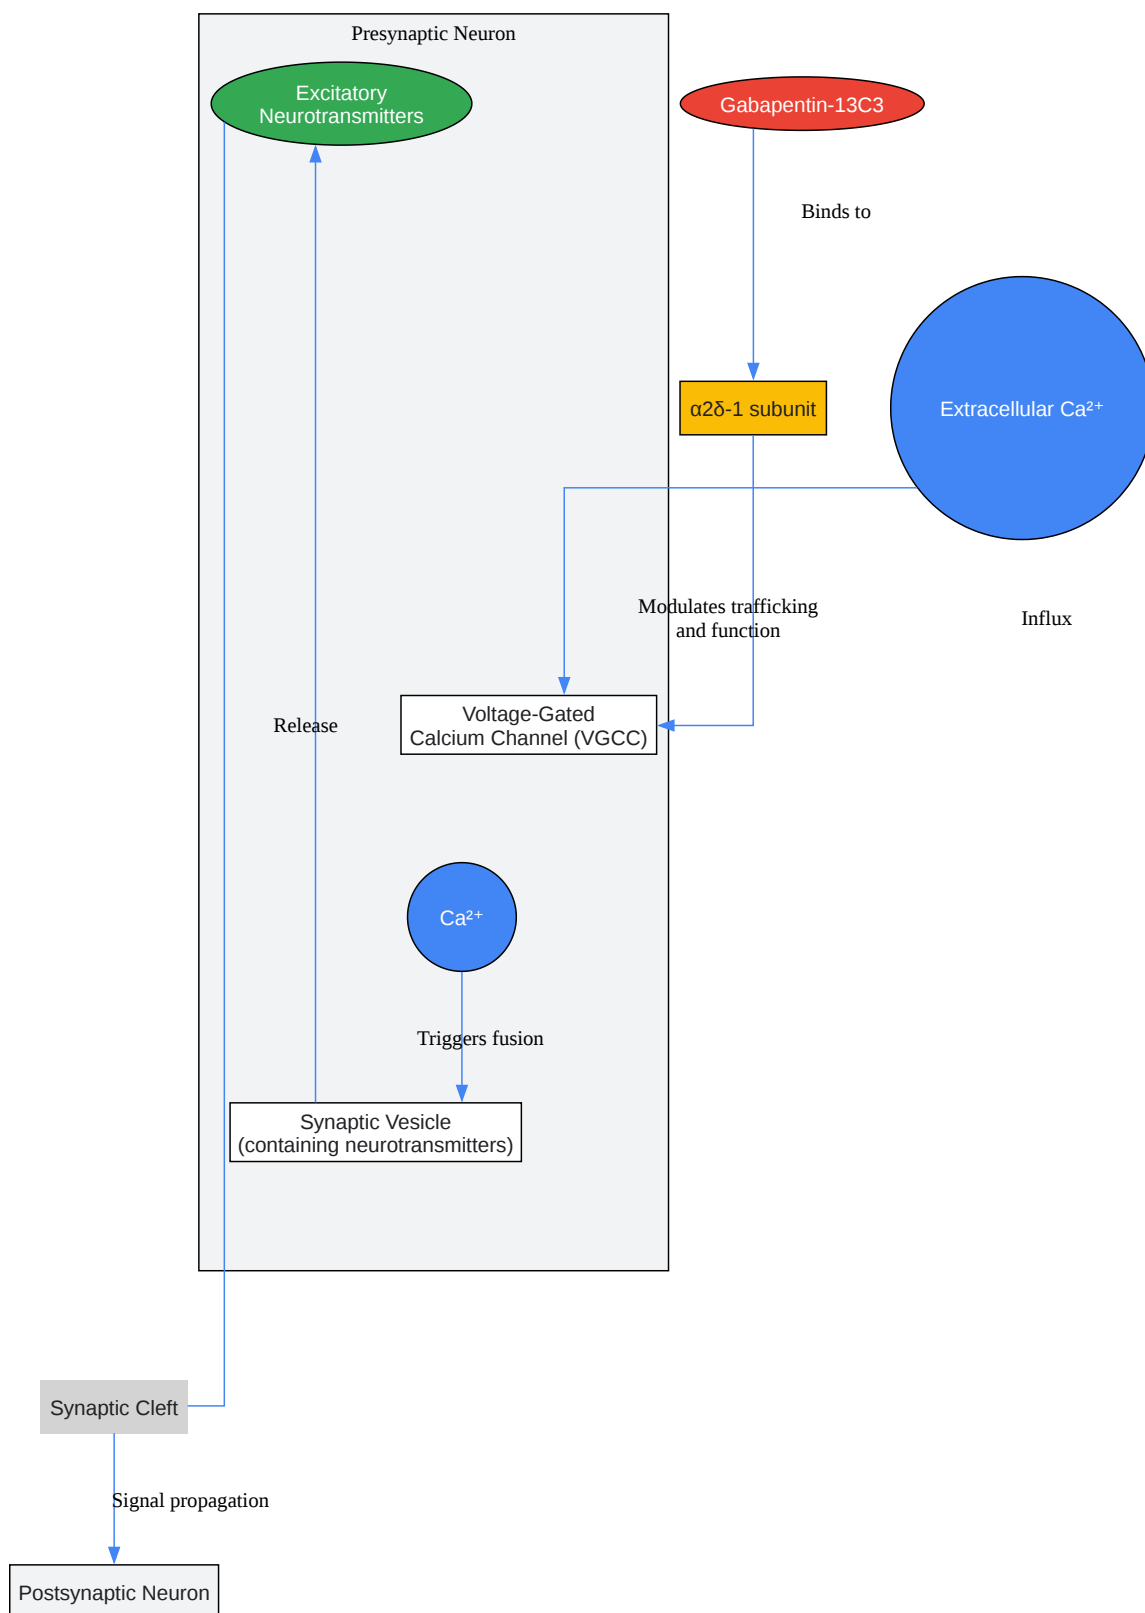 Presynaptic Neuron
Excitatory
Neurotransmitters
Gabapentin-13C3
Binds to
α2δ-1 subunit
Extracellular Ca²⁺
Modulates trafficking
and function
Influx
Release
Voltage-Gated
Calcium Channel (VGCC)
Ca²⁺
Triggers fusion
Synaptic Vesicle
(containing neurotransmitters)
Synaptic Cleft
Signal propagation
Postsynaptic Neuron